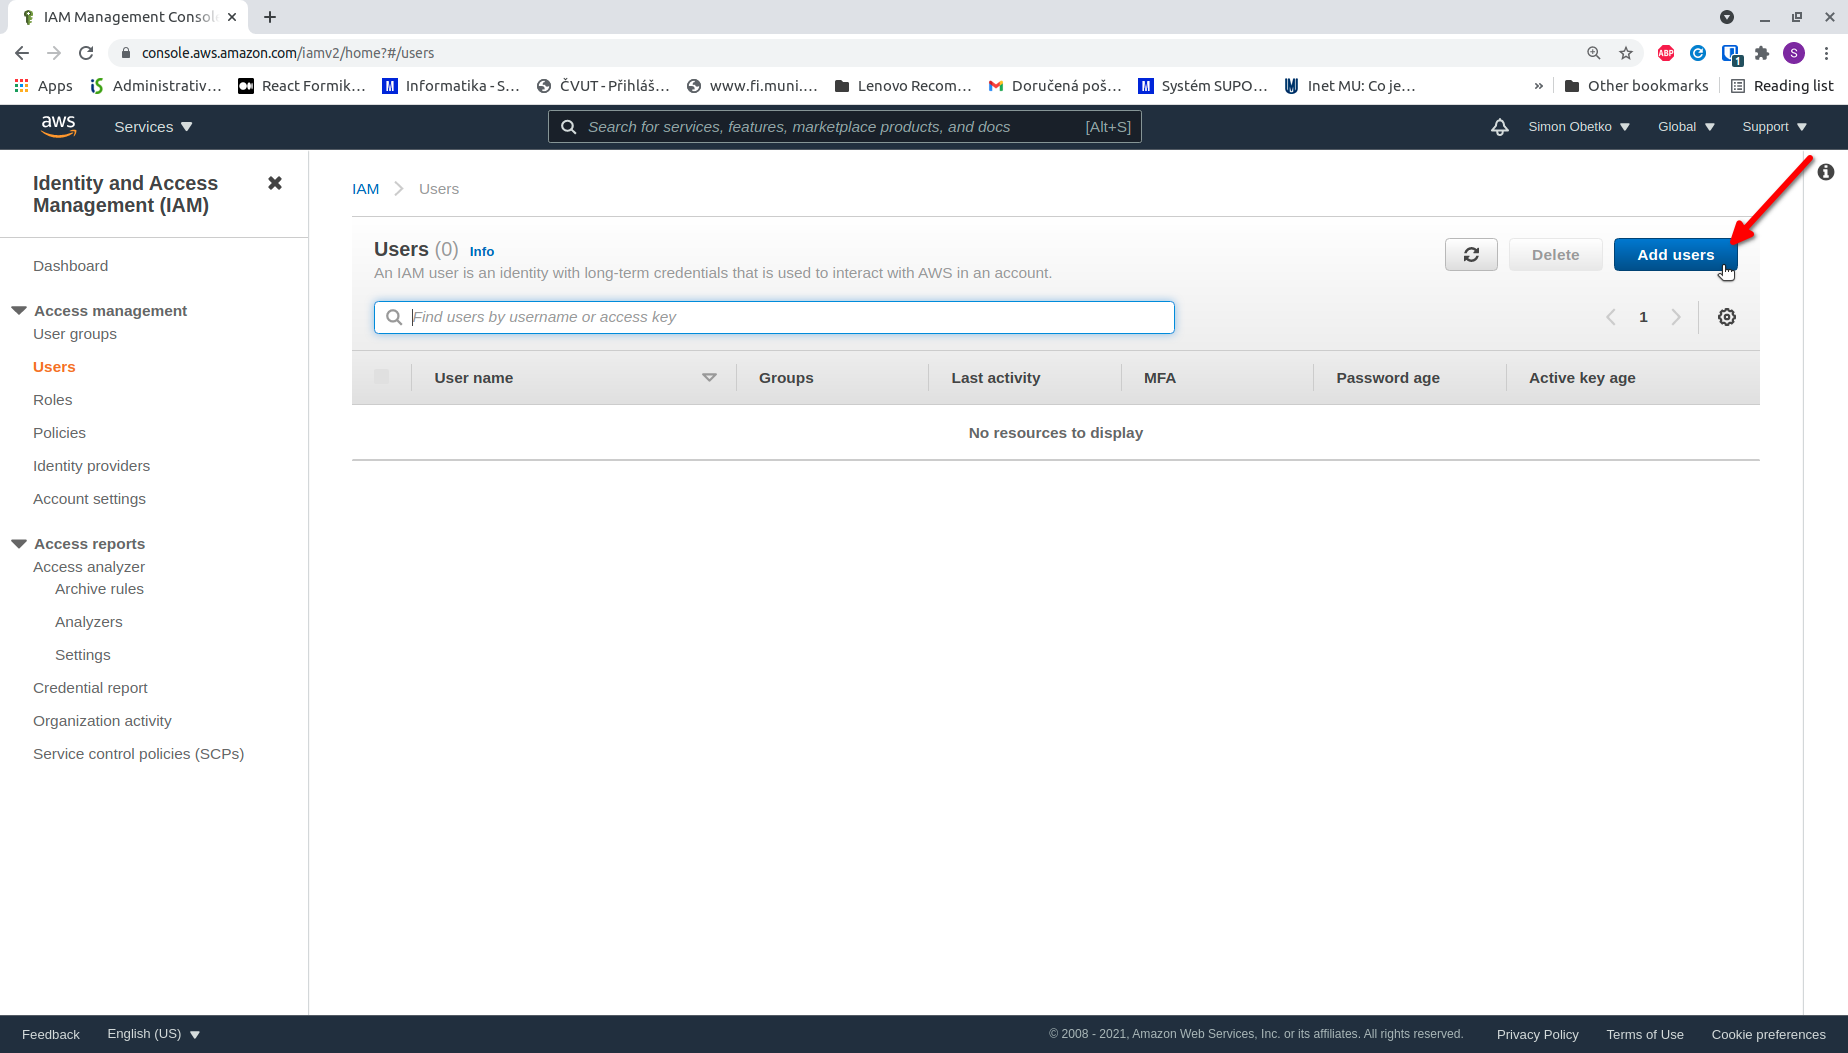 IAM Management Consol
console.aws.amazon.com/iamv2/home?#/users
ABP
1
S
Apps
Administrativ...
React Formik...
M Informatika - S...
ČVUT - Přihláš...
www.fi.muni....
Lenovo Recom...
Doručená poš...
M Systém SUPO...
Inet MU: Co je...
»
Other bookmarks
Reading list
aws
Services
Search for services, features, marketplace products, and docs
[Alt+S]
Simon Obetko
Global
Support
Identity and Access
Management (IAM)
Dashboard
Access management
User groups
Users
Roles
Policies
Identity providers
Account settings
Access reports
Access analyzer
Archive rules
Analyzers
Settings
Credential report
Organization activity
Service control policies (SCPs)
IAM > Users
Users (0) Info
An IAM user is an identity with long-term credentials that is used to interact with AWS in an account.
Delete
Add users
Find users by username or access key
1
User name
Groups
Last activity
MFA
Password age
Active key age
No resources to display
Feedback
English (US)
© 2008 - 2021, Amazon Web Services, Inc. or its affiliates. All rights reserved.
Privacy Policy
Terms of Use
Cookie preferences